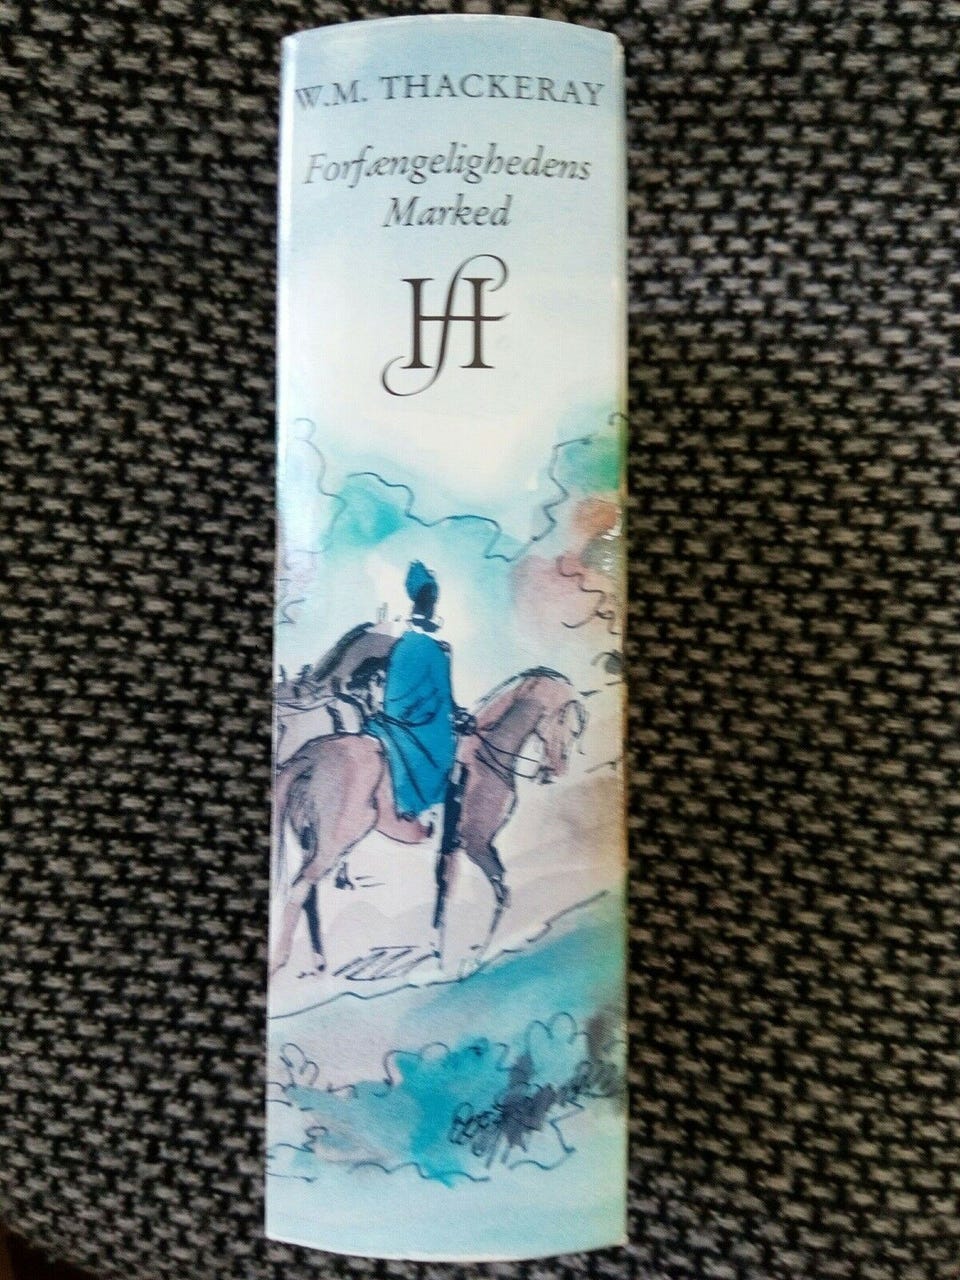 W.M. THACKERAY
Forfængelighedens
Marked
H